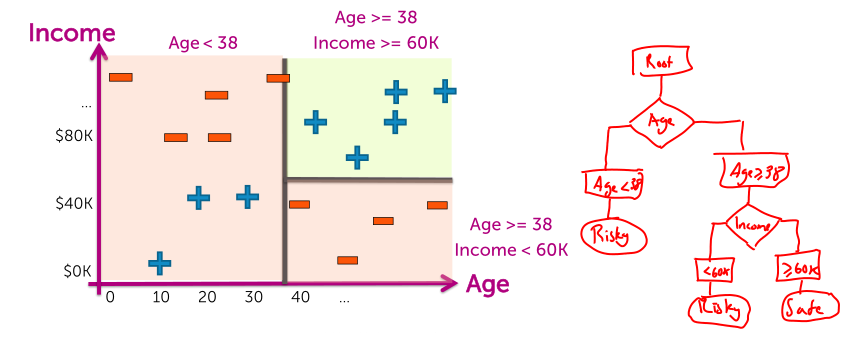 Income
Age < 38
Age >= 38
Income >= 60K
...
$80K
$40K
$0K
0
10
20
30
40
...
Age
Age >= 38
Income < 60K
Root
Age
Age<38
Age≥38
Risky
Income
<60K
≥60K
Risky
Safe